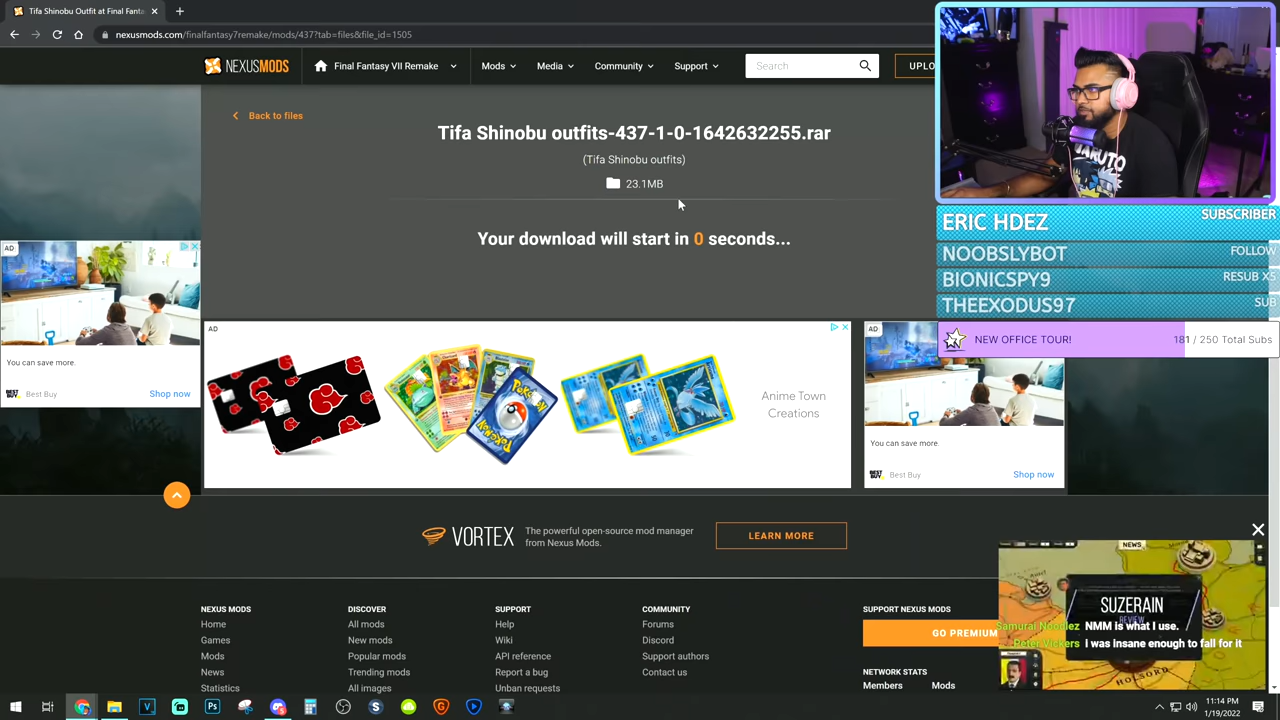 Tifa Shinobu Outfit at Final Fanta
nexusmods.com/finalfantasy7remake/mods/437?tab=files&file_id=1505
NEXUSMODS
Final Fantasy VII Remake
Mods
Media
Community
Support
Search
UPLO
Back to files
Tifa Shinobu outfits-437-1-0-1642632255.rar
(Tifa Shinobu outfits)
23.1MB
Your download will start in 0 seconds...
NARUTO
ERIC HDEZ SUBSCRIBER
NOOBSLYBOT FOLLOW
BIONICSPY9 RESUB X5
THEEXODUS97 SUB
NEW OFFICE TOUR! 181 / 250 Total Subs
AD
You can save more.
Best Buy Shop now
AD
Anime Town
Creations
AD
You can save more.
BEST BUY Best Buy Shop now
VORTEX
The powerful open-source mod manager
from Nexus Mods.
LEARN MORE
NEWS
SUZERAIN
REVIEW
Samurai Noodlez NMM is what I use.
Peter Vickers I was insane enough to fall for it
HOLSORD
NEXUS MODS
Home
Games
Mods
News
Statistics
DISCOVER
All mods
New mods
Popular mods
Trending mods
All images
SUPPORT
Help
Wiki
API reference
Report a bug
Unban requests
COMMUNITY
Forums
Discord
Support authors
Contact us
SUPPORT NEXUS MODS
GO PREMIUM
NETWORK STATS
Members Mods
11:14 PM
1/19/2022